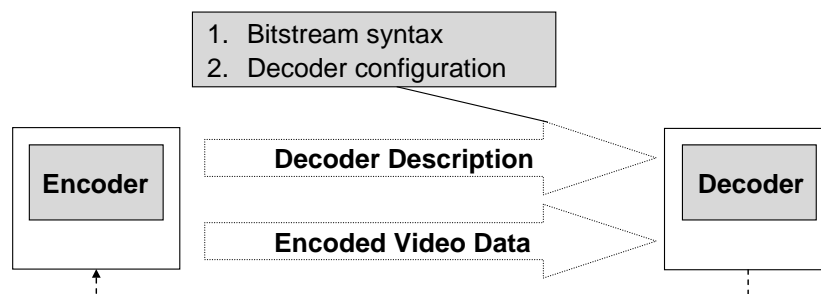 1. Bitstream syntax
2. Decoder configuration
Decoder Description
Encoder
Decoder
Encoded Video Data